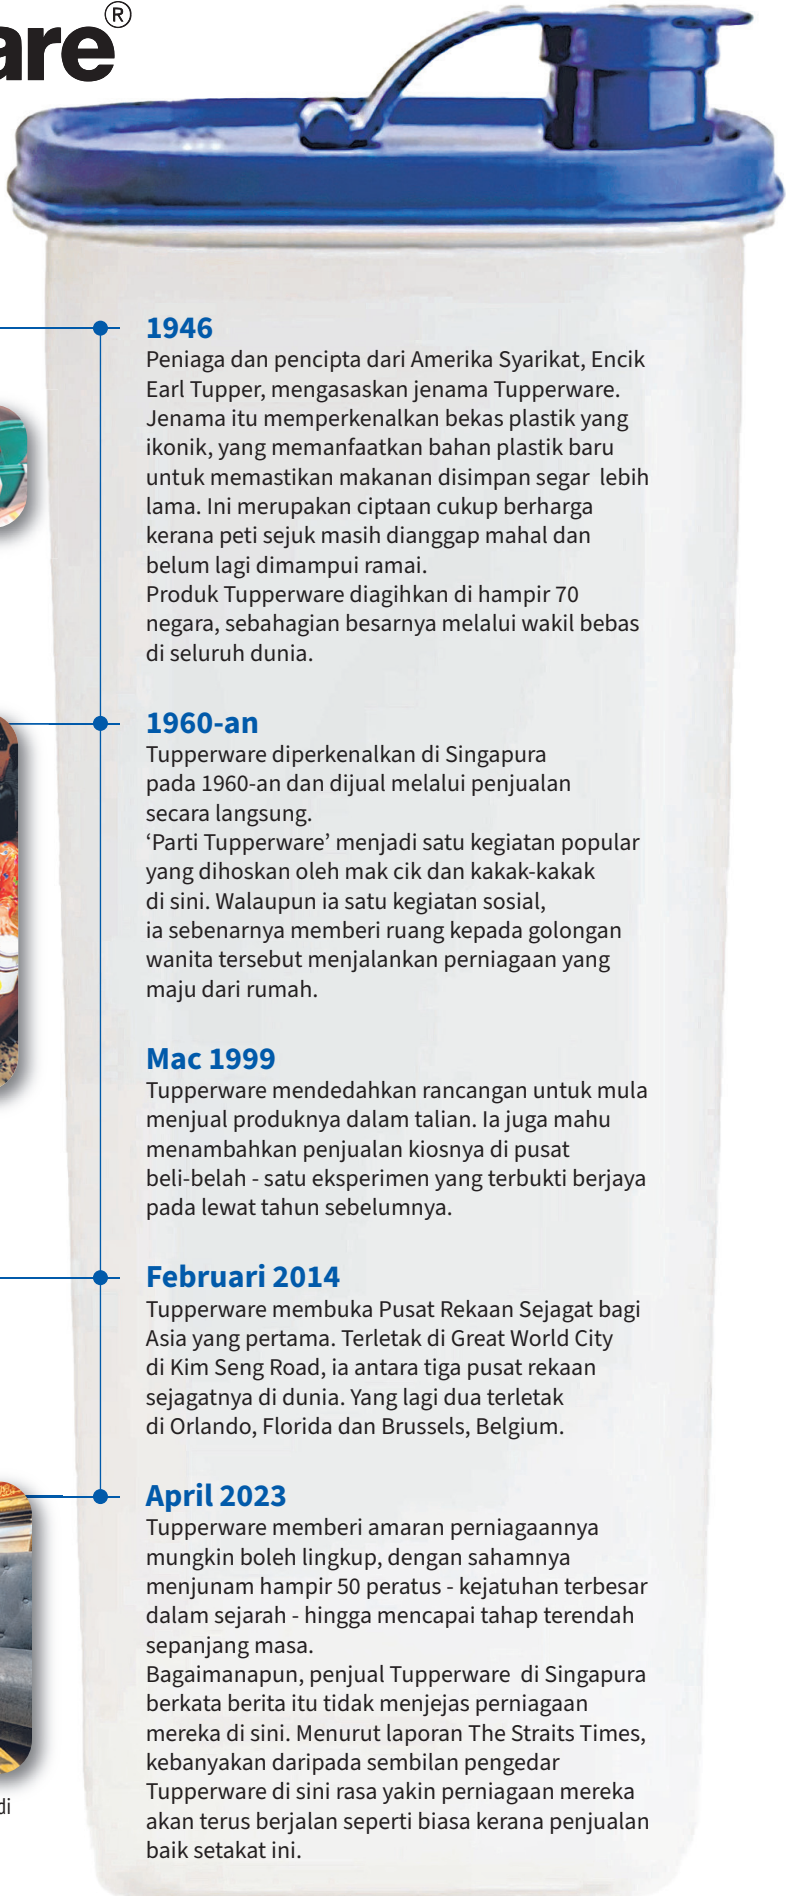 are®
1946
Peniaga dan pencipta dari Amerika Syarikat, Encik
Earl Tupper, mengasaskan jenama Tupperware.
Jenama itu memperkenalkan bekas plastik yang
ikonik, yang memanfaatkan bahan plastik baru
untuk memastikan makanan disimpan segar lebih
lama. Ini merupakan ciptaan cukup berharga
kerana peti sejuk masih dianggap mahal dan
belum lagi dimampui ramai.
Produk Tupperware diagihkan di hampir 70
negara, sebahagian besarnya melalui wakil bebas
di seluruh dunia.
1960-an
Tupperware diperkenalkan di Singapura
pada 1960-an dan dijual melalui penjualan
secara langsung.
‘Parti Tupperware’ menjadi satu kegiatan popular
yang dihoskan oleh mak cik dan kakak-kakak
di sini. Walaupun ia satu kegiatan sosial,
ia sebenarnya memberi ruang kepada golongan
wanita tersebut menjalankan perniagaan yang
maju dari rumah.
Mac 1999
Tupperware mendedahkan rancangan untuk mula
menjual produknya dalam talian. Ia juga mahu
menambahkan penjualan kiosnya di pusat
beli-belah - satu eksperimen yang terbukti berjaya
pada lewat tahun sebelumnya.
Februari 2014
Tupperware membuka Pusat Rekaan Sejagat bagi
Asia yang pertama. Terletak di Great World City
di Kim Seng Road, ia antara tiga pusat rekaan
sejagatnya di dunia. Yang lagi dua terletak
di Orlando, Florida dan Brussels, Belgium.
April 2023
Tupperware memberi amaran perniagaannya
mungkin boleh lingkup, dengan sahamnya
menjunam hampir 50 peratus - kejatuhan terbesar
dalam sejarah - hingga mencapai tahap terendah
sepanjang masa.
Bagaimanapun, penjual Tupperware di Singapura
berkata berita itu tidak menjejas perniagaan
mereka di sini. Menurut laporan The Straits Times,
kebanyakan daripada sembilan pengedar
Tupperware di sini rasa yakin perniagaan mereka
akan terus berjalan seperti biasa kerana penjualan
baik setakat ini.
di